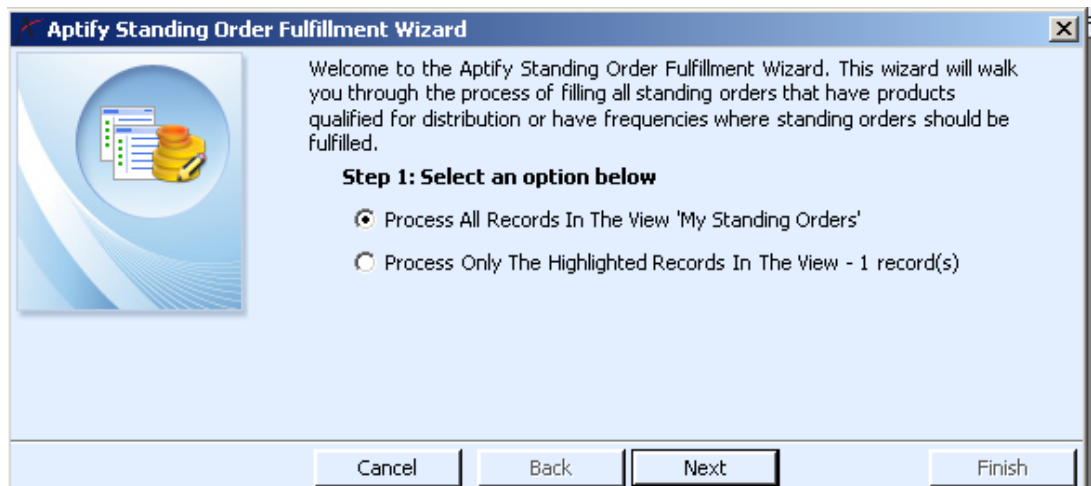 Aptify Standing Order Fulfillment Wizard
Welcome to the Aptify Standing Order Fulfillment Wizard. This wizard will walk
you through the process of filling all standing orders that have products
qualified for distribution or have frequencies where standing orders should be
fulfilled.
Step 1: Select an option below
Process All Records In The View 'My Standing Orders'
Process Only The Highlighted Records In The View - 1 record(s)
Cancel Back Next Finish